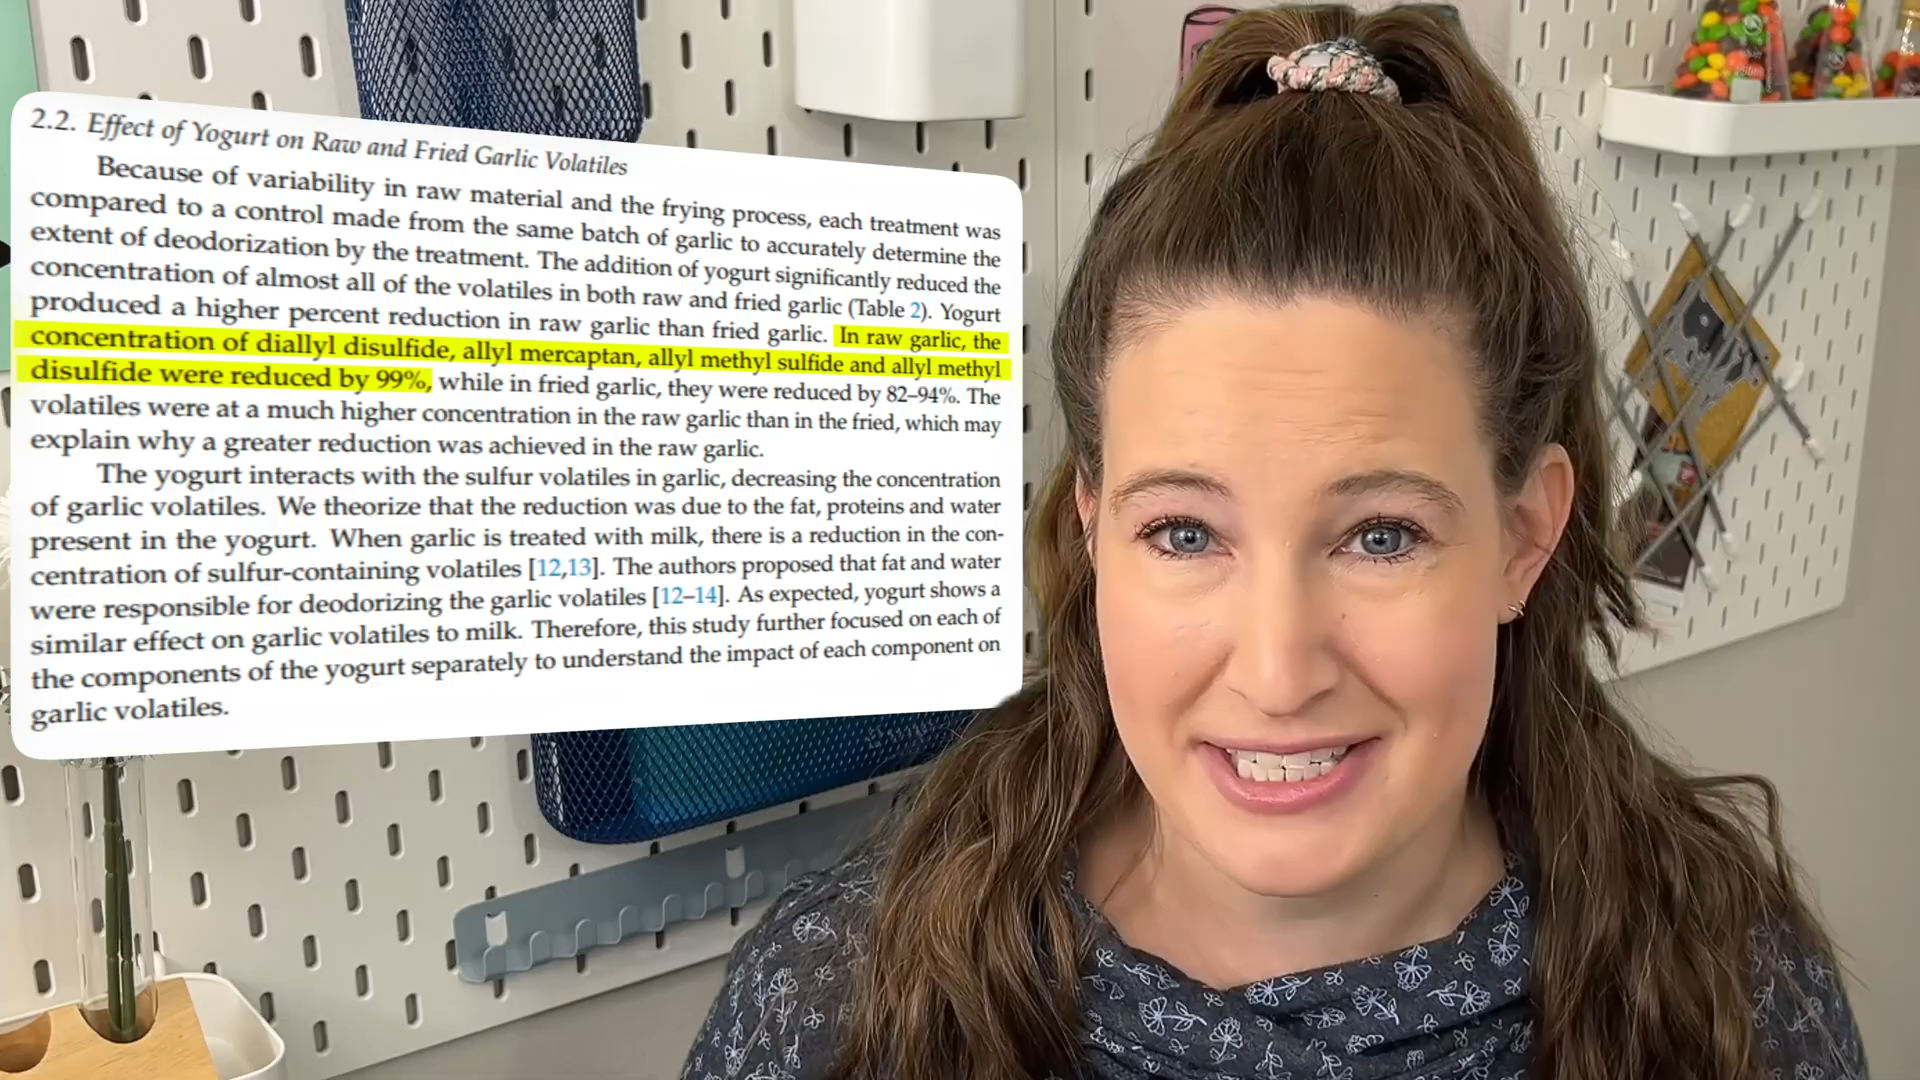 2.2. Effect of Yogurt on Raw and Fried Garlic Volatiles
Because of variability in raw material and the frying process, each treatment was
compared to a control made from the same batch of garlic to accurately determine the
extent of deodorization by the treatment. The addition of yogurt significantly reduced the
concentration of almost all of the volatiles in both raw and fried garlic (Table 2). Yogurt
produced a higher percent reduction in raw garlic than fried garlic. In raw garlic, the
concentration of diallyl disulfide, allyl mercaptan, allyl methyl sulfide and allyl methyl
disulfide were reduced by 99%, while in fried garlic, they were reduced by 82–94%. The
volatiles were at a much higher concentration in the raw garlic than in the fried, which may
explain why a greater reduction was achieved in the raw garlic.
The yogurt interacts with the sulfur volatiles in garlic, decreasing the concentration
of garlic volatiles. We theorize that the reduction was due to the fat, proteins and water
present in the yogurt. When garlic is treated with milk, there is a reduction in the con-
centration of sulfur-containing volatiles [12,13]. The authors proposed that fat and water
were responsible for deodorizing the garlic volatiles [12–14]. As expected, yogurt shows a
similar effect on garlic volatiles to milk. Therefore, this study further focused on each of
the components of the yogurt separately to understand the impact of each component on
garlic volatiles.